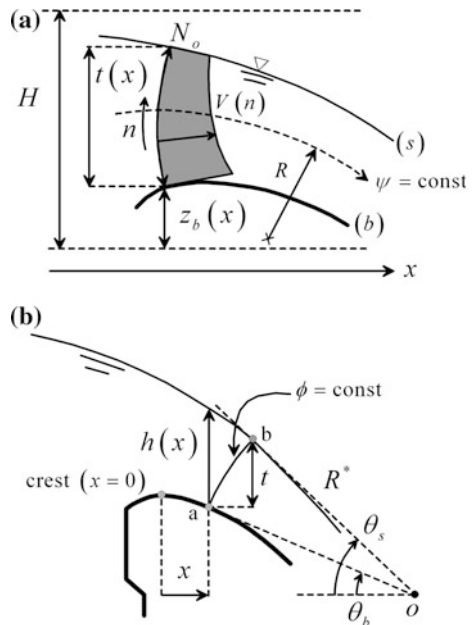 (a)
N_o
t(x)
H
V(n)
n
(s)
R
ψ = const
z_b(x)
(b)
x
(b)
ϕ = const
b
h(x)
t
R*
crest (x = 0)
a
θ_s
x
θ_b
o